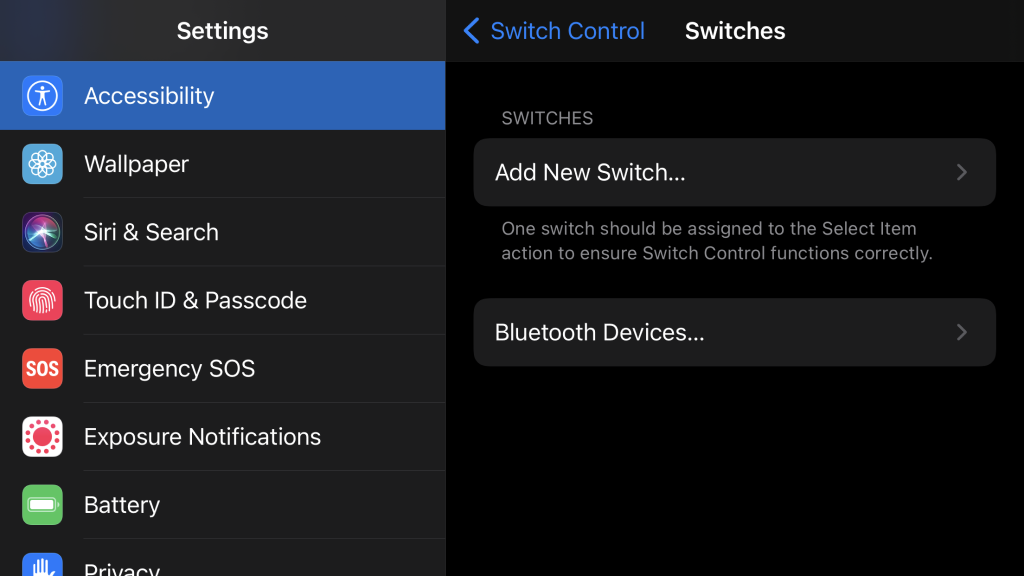 Settings
Accessibility
Wallpaper
Siri & Search
Touch ID & Passcode
SOS
Emergency SOS
Exposure Notifications
Battery
Privacy
Switch Control
Switches
SWITCHES
Add New Switch...
One switch should be assigned to the Select Item
action to ensure Switch Control functions correctly.
Bluetooth Devices...